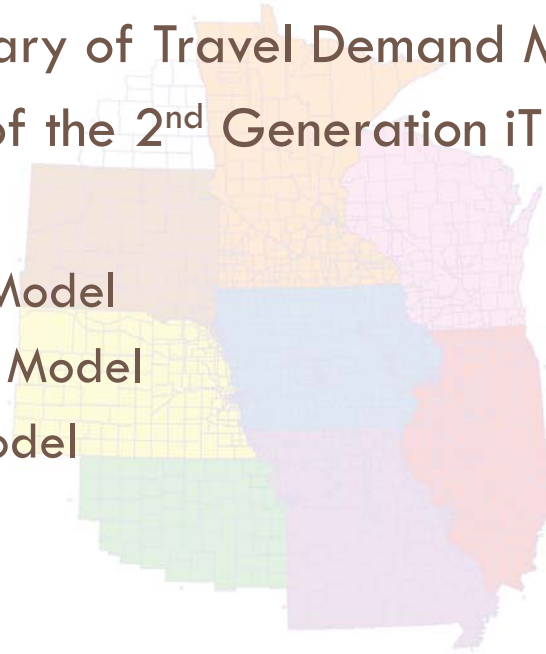 ary of Travel Demand M
of the 2nd Generation iT
Model
Model
odel